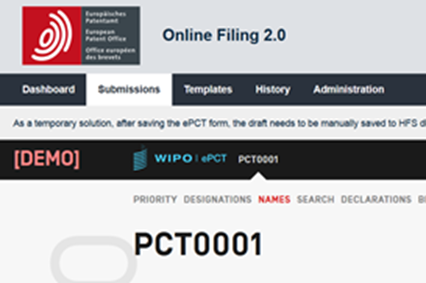 Europäisches
Patentamt
European
Patent Office
Office européen
des brevets
Online Filing 2.0
Dashboard Submissions Templates History Administration
As a temporary solution, after saving the ePCT form, the draft needs to be manually saved to HFS
[DEMO] WIPO | ePCT PCT0001
PRIORITY DESIGNATIONS NAMES SEARCH DECLARATIONS
PCT0001